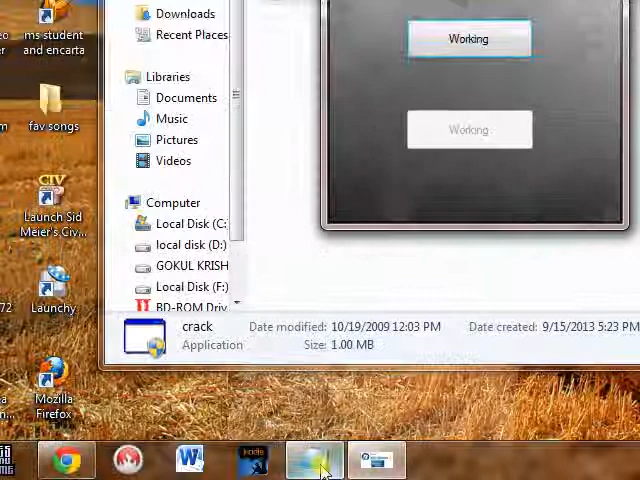 ms student
and encarta
fav songs
Launch Sid
Meier's Civ...
Launchy
Mozilla
Firefox
72
Downloads
Recent Places
Libraries
Documents
Music
Pictures
Videos
Computer
Local Disk (C:
local disk (D:)
GOKUL KRISH
Local Disk (F:)
BD-ROM Driv
Working
Working
crack
Date modified: 10/19/2009 12:03 PM
Date created: 9/15/2013 5:23 PM
Application
Size: 1.00 MB
CIV
W
kindle